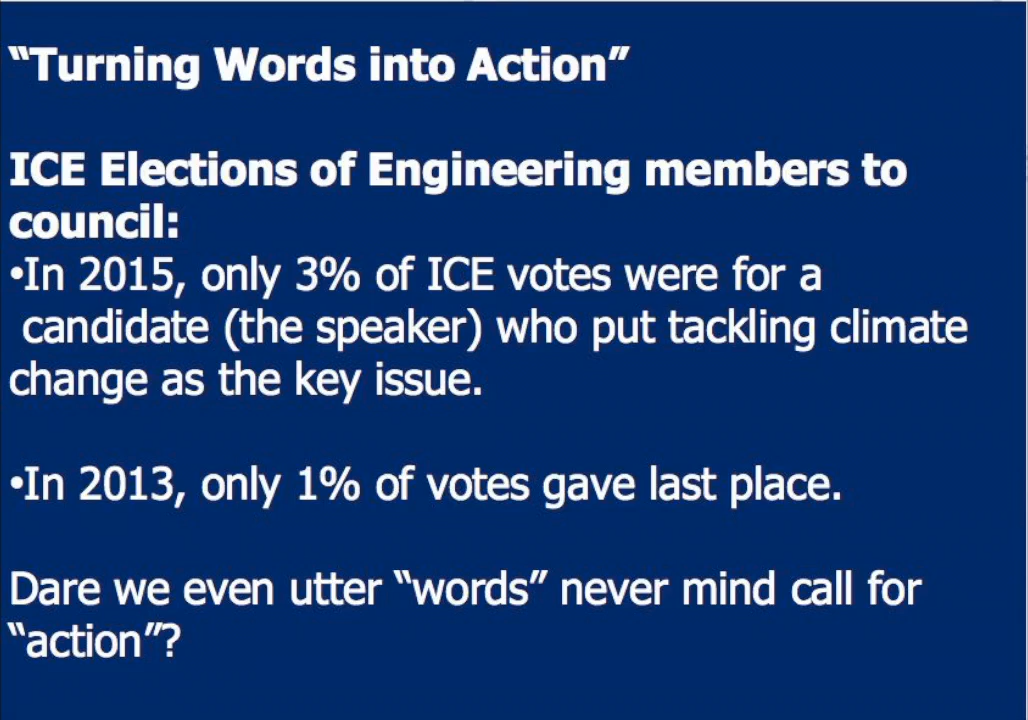 “Turning Words into Action”
ICE Elections of Engineering members to
council:
•In 2015, only 3% of ICE votes were for a
candidate (the speaker) who put tackling climate
change as the key issue.
•In 2013, only 1% of votes gave last place.
Dare we even utter “words” never mind call for
“action”?